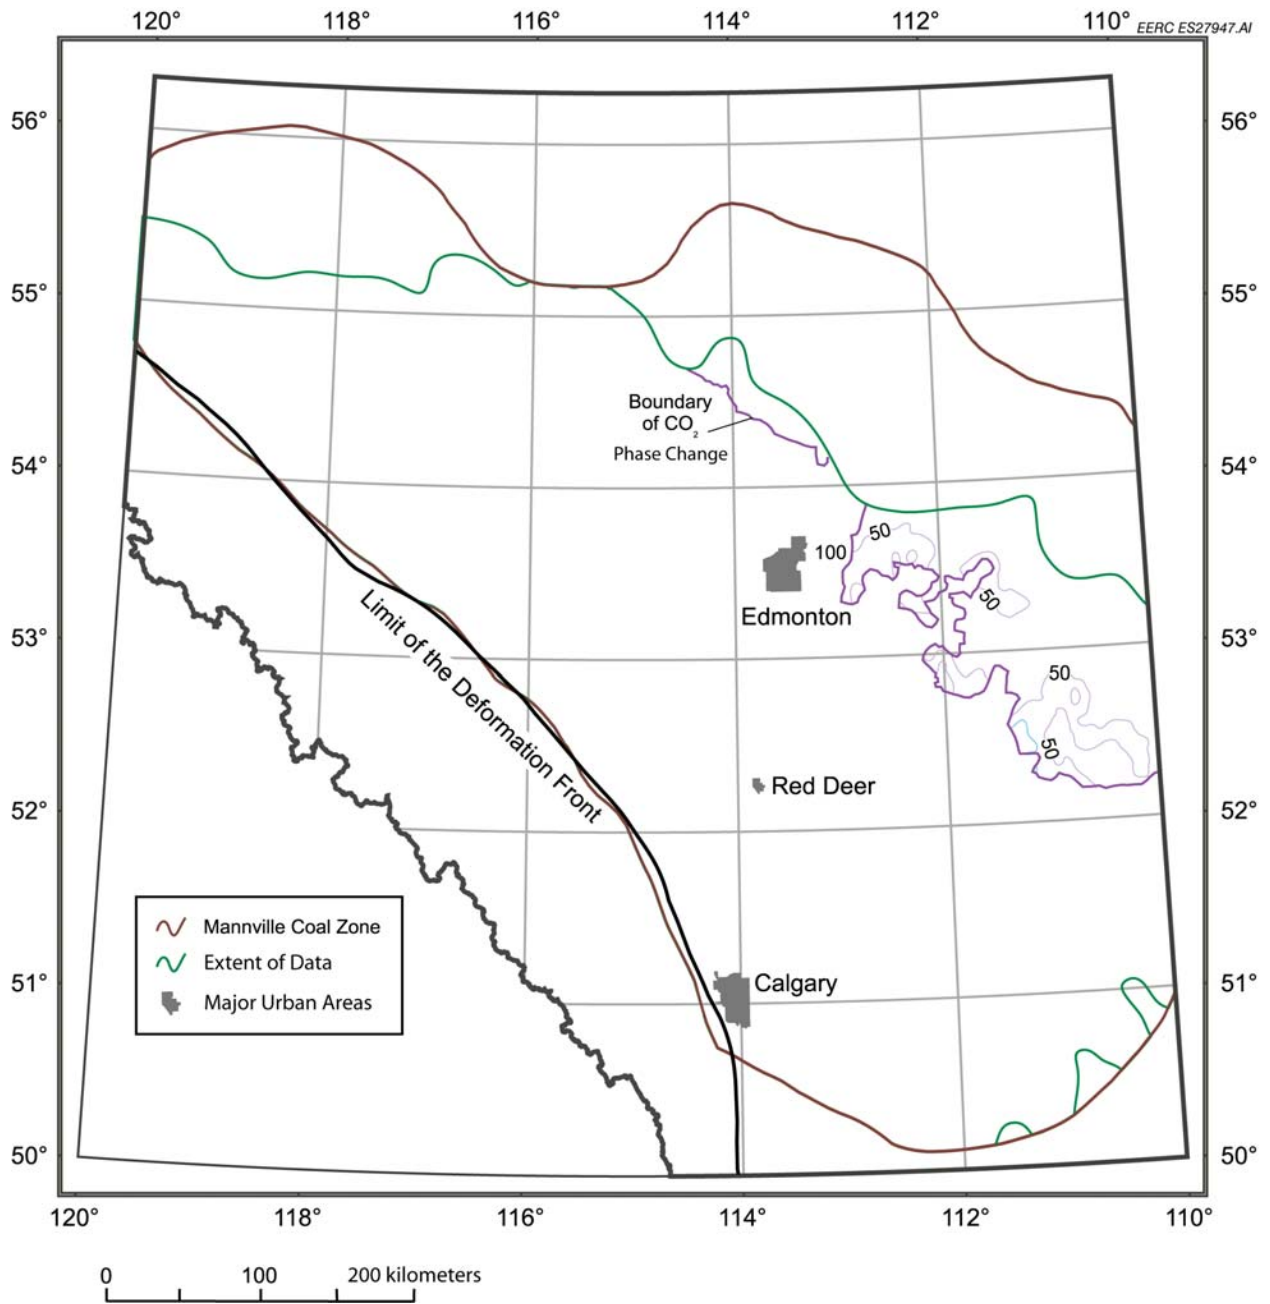 120° 118° 116° 114° 112° 110°
EERC ES27947.AI
56° 56°
55° 55°
Boundary
of CO₂
Phase Change
54° 54°
50
100
Edmonton
50
53° 53°
Limit of the Deformation Front
50
50
Red Deer
52° 52°
Mannville Coal Zone
Extent of Data
Major Urban Areas
Calgary
51° 51°
50° 50°
120° 118° 116° 114° 112° 110°
0 100 200 kilometers